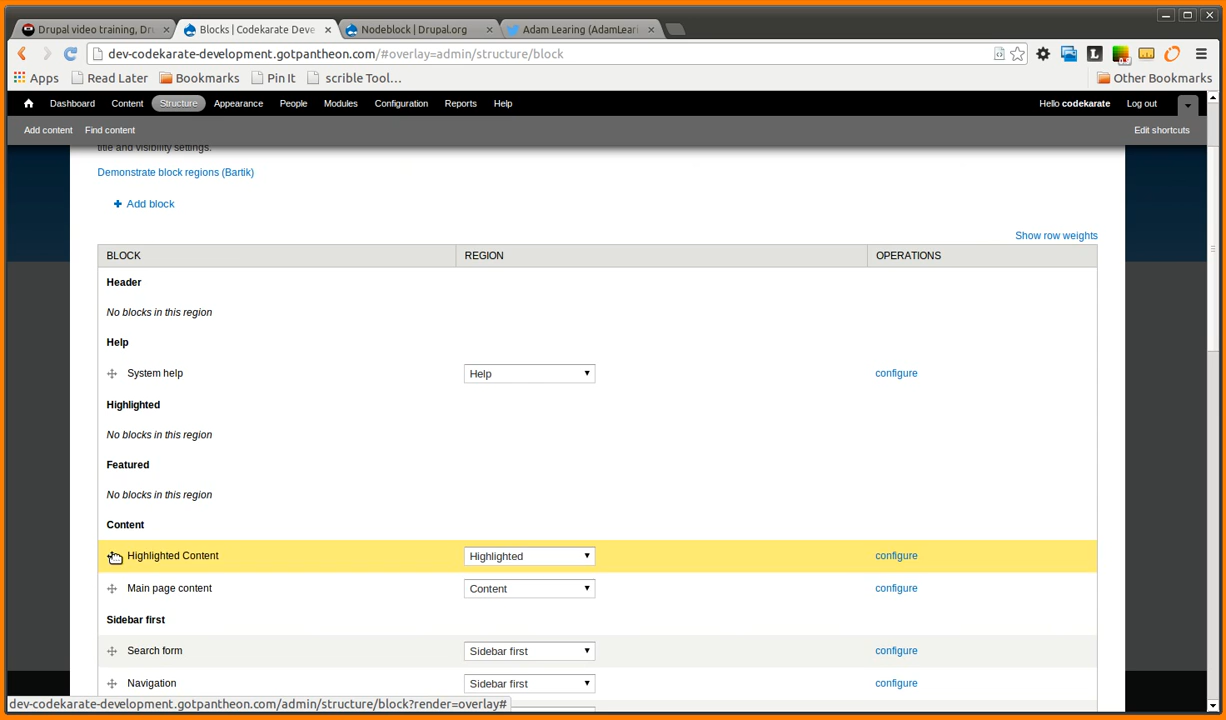 Drupal video training, Dru
Blocks | Codekarate Deve
Nodeblock | Drupal.org
Adam Learing (AdamLeari
dev-codekarate-development.gotpantheon.com/#overlay=admin/structure/block
Apps Read Later Bookmarks Pin It scrible Tool... Other Bookmarks
Dashboard Content Structure Appearance People Modules Configuration Reports Help Hello codekarate Log out
Add content Find content Edit shortcuts
title and visibility settings.
Demonstrate block regions (Bartik)
Add block
Show row weights
BLOCK REGION OPERATIONS
Header
No blocks in this region
Help
System help Help configure
Highlighted
No blocks in this region
Featured
No blocks in this region
Content
Highlighted Content Highlighted configure
Main page content Content configure
Sidebar first
Search form Sidebar first configure
Navigation Sidebar first configure
dev-codekarate-development.gotpantheon.com/admin/structure/block?render=overlay#